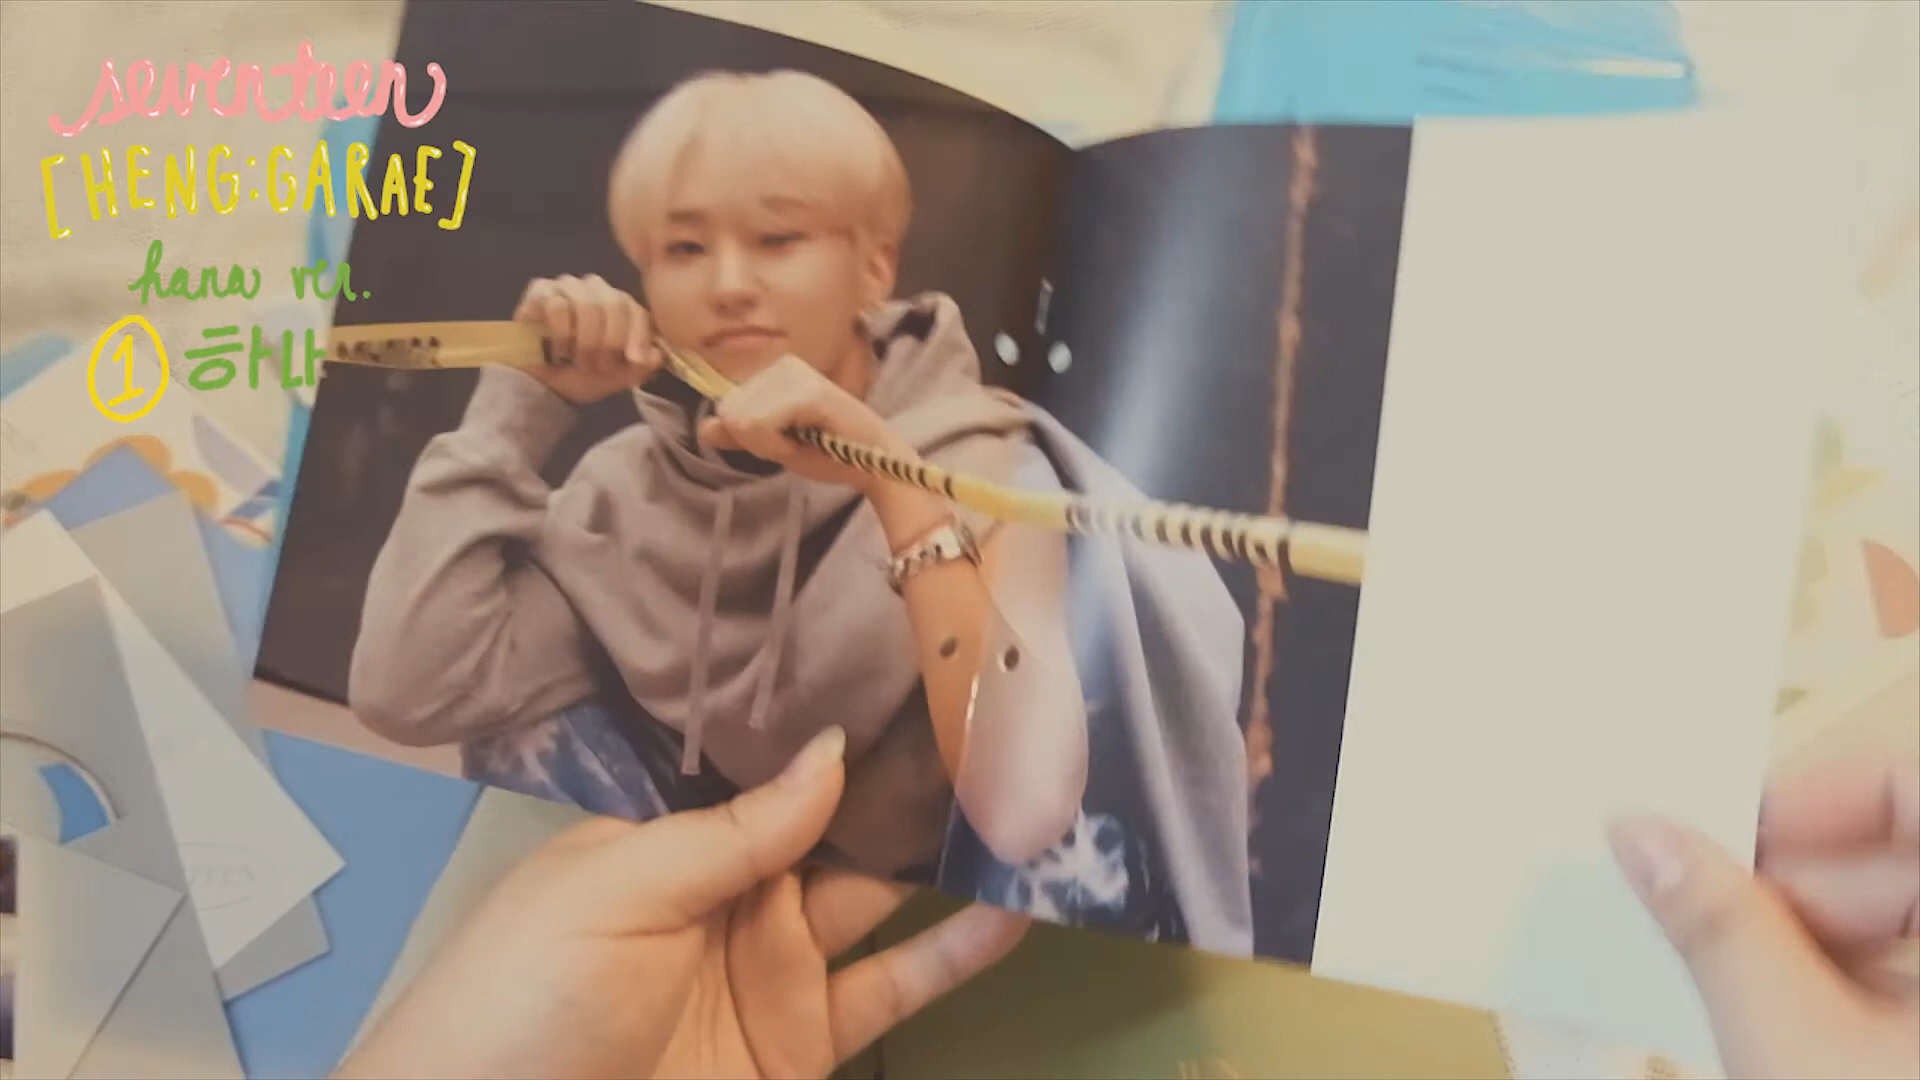 seventeen
[HENG:GARAE]
hana ver.
① 하나